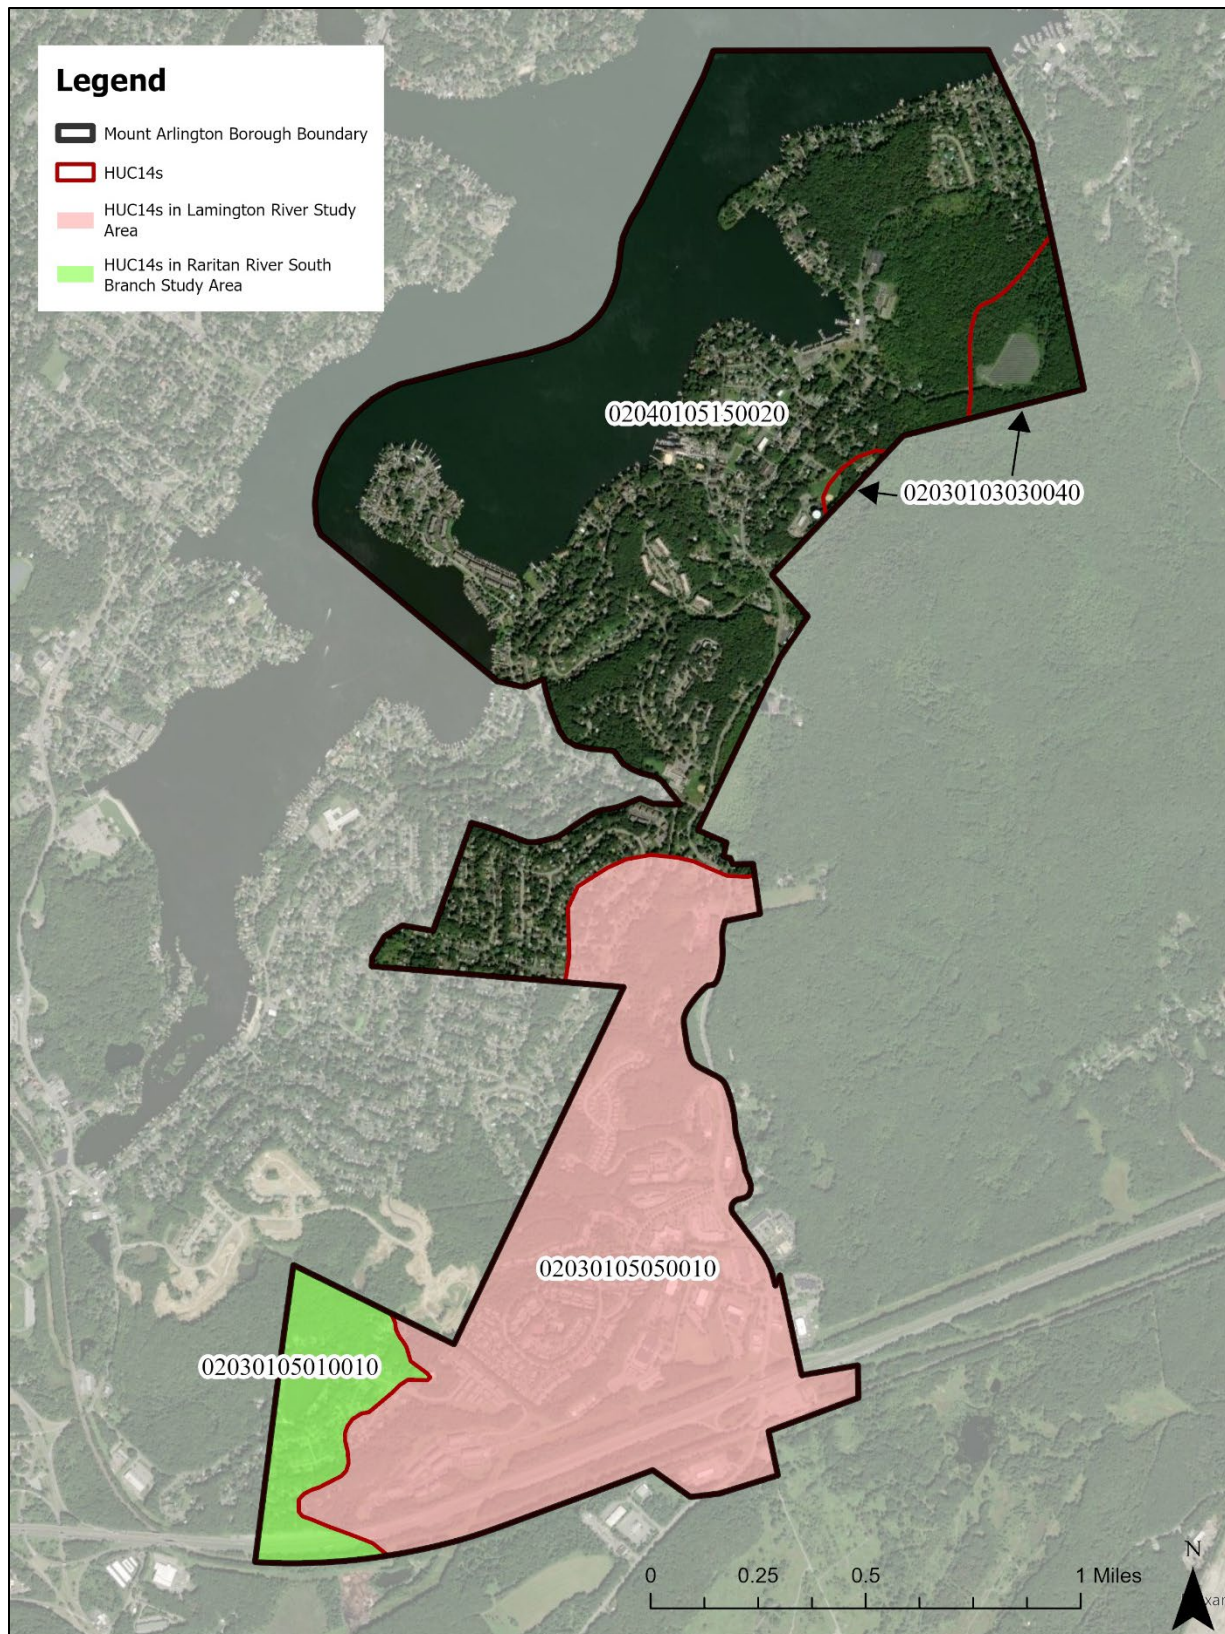 Legend
Mount Arlington Borough Boundary
HUC14s
HUC14s in Lamington River Study
Area
HUC14s in Raritan River South
Branch Study Area
02040105150020
02030103030040
02030105050010
02030105010010
0 0.25 0.5 1 Miles
N